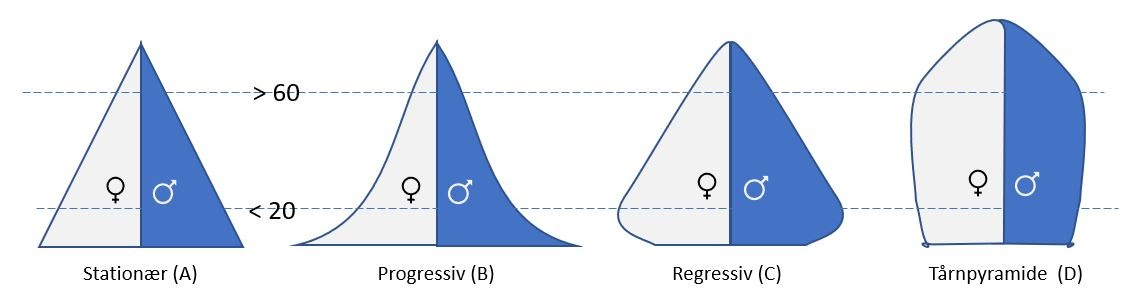 > 60
< 20
♀ ♂ ♀ ♂ ♀ ♂ ♀ ♂
Stationær (A) Progressiv (B) Regressiv (C) Tårnpyramide (D)